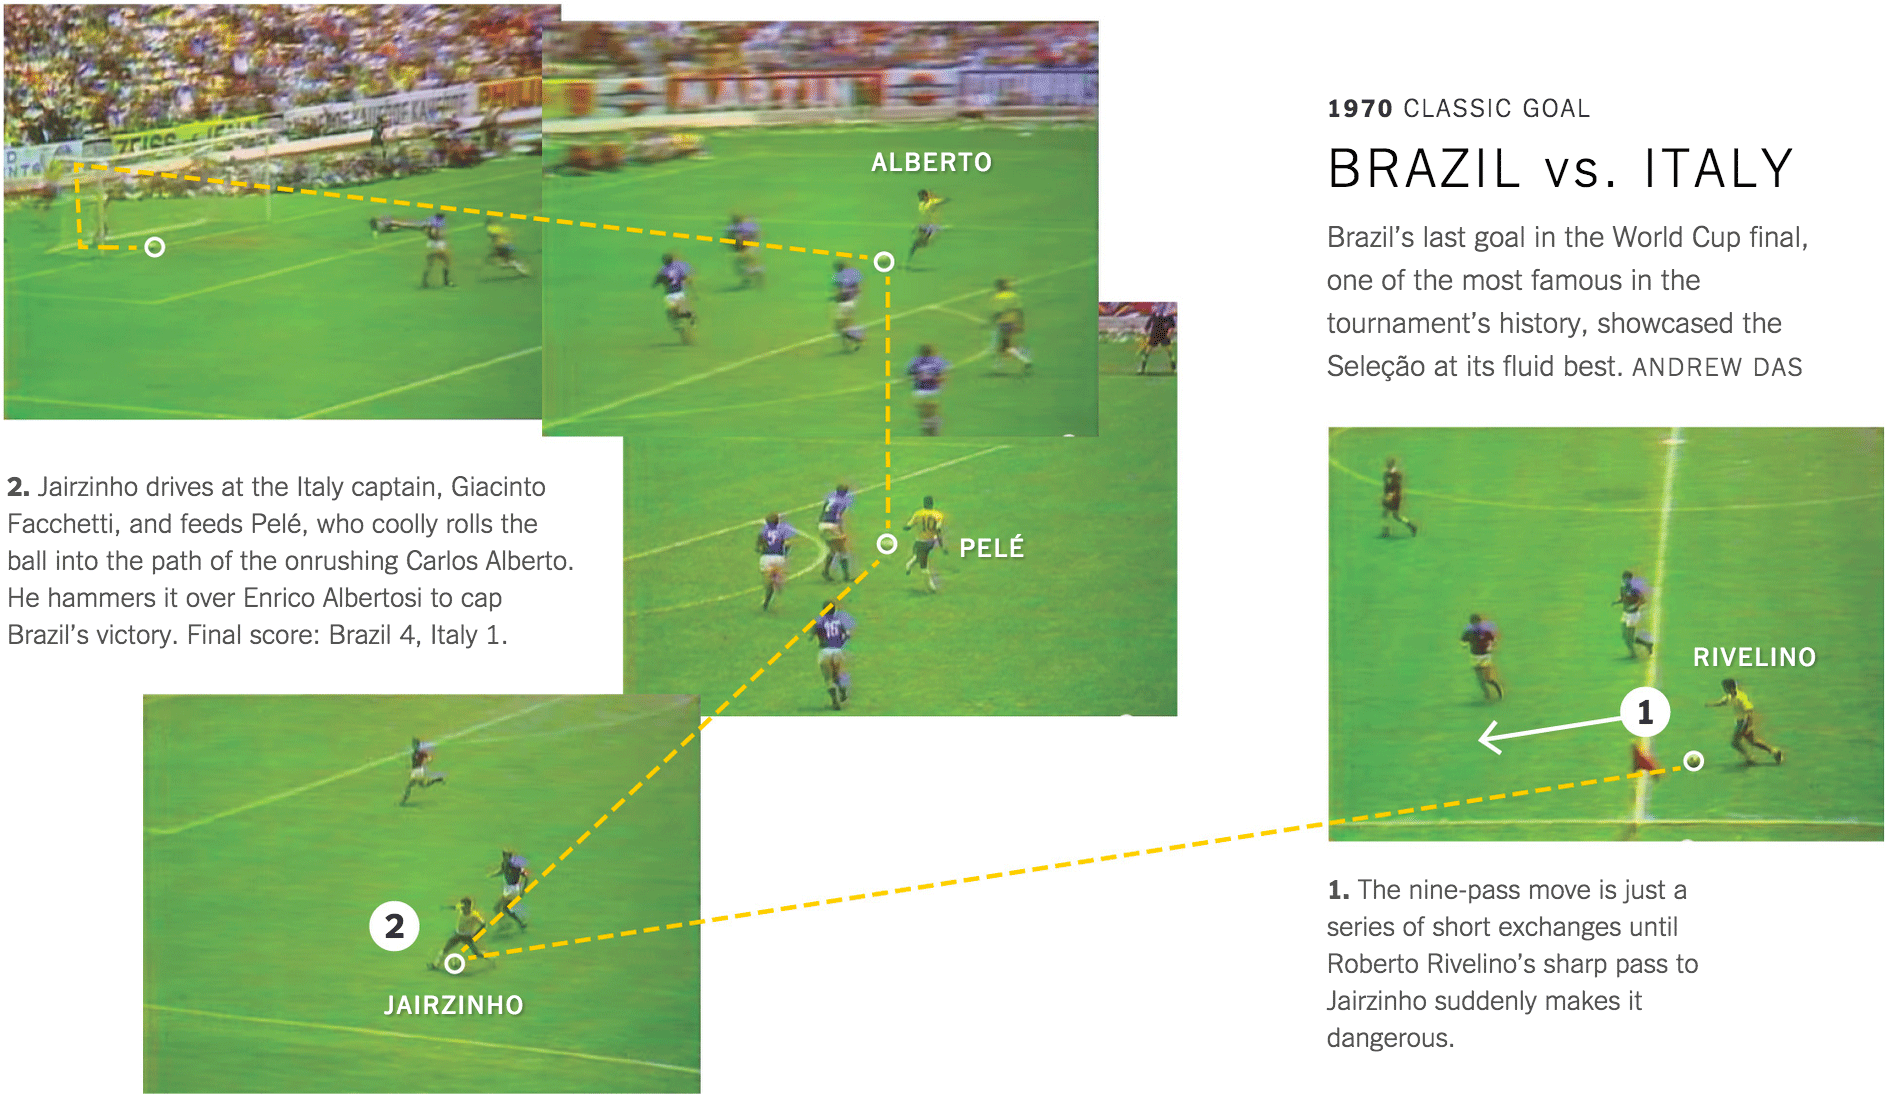 1970 CLASSIC GOAL
BRAZIL vs. ITALY
Brazil’s last goal in the World Cup final,
one of the most famous in the
tournament’s history, showcased the
Seleção at its fluid best. ANDREW DAS
RIVELINO
1
1. The nine-pass move is just a
series of short exchanges until
Roberto Rivelino’s sharp pass to
Jairzinho suddenly makes it
dangerous.
2
JAIRZINHO
10
PELÉ
ALBERTO
ZEISS
2. Jairzinho drives at the Italy captain, Giacinto
Facchetti, and feeds Pelé, who coolly rolls the
ball into the path of the onrushing Carlos Alberto.
He hammers it over Enrico Albertosi to cap
Brazil’s victory. Final score: Brazil 4, Italy 1.